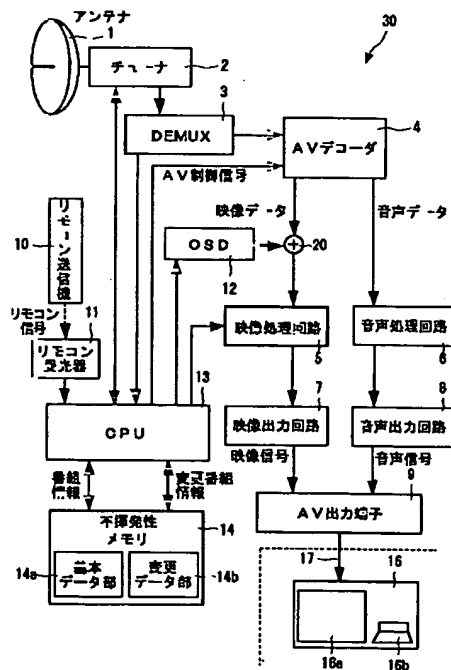 アンテナ
1
30
チューナ
2
3
DEMUX
4
AVデコーダ
AV制御信号
映像データ
音声データ
リモコン送信機
10
OSD
20
12
リモコン
信号
11
リモコン
受光器
映像処理回路
5
音声処理回路
6
13
CPU
7
映像出力回路
8
音声出力回路
映像信号
音声信号
9
番組
情報
変更番組
情報
AV出力端子
不揮発性
メモリ
14
17
16
14a
基本
データ部
変更
データ部
14b
16a
16b